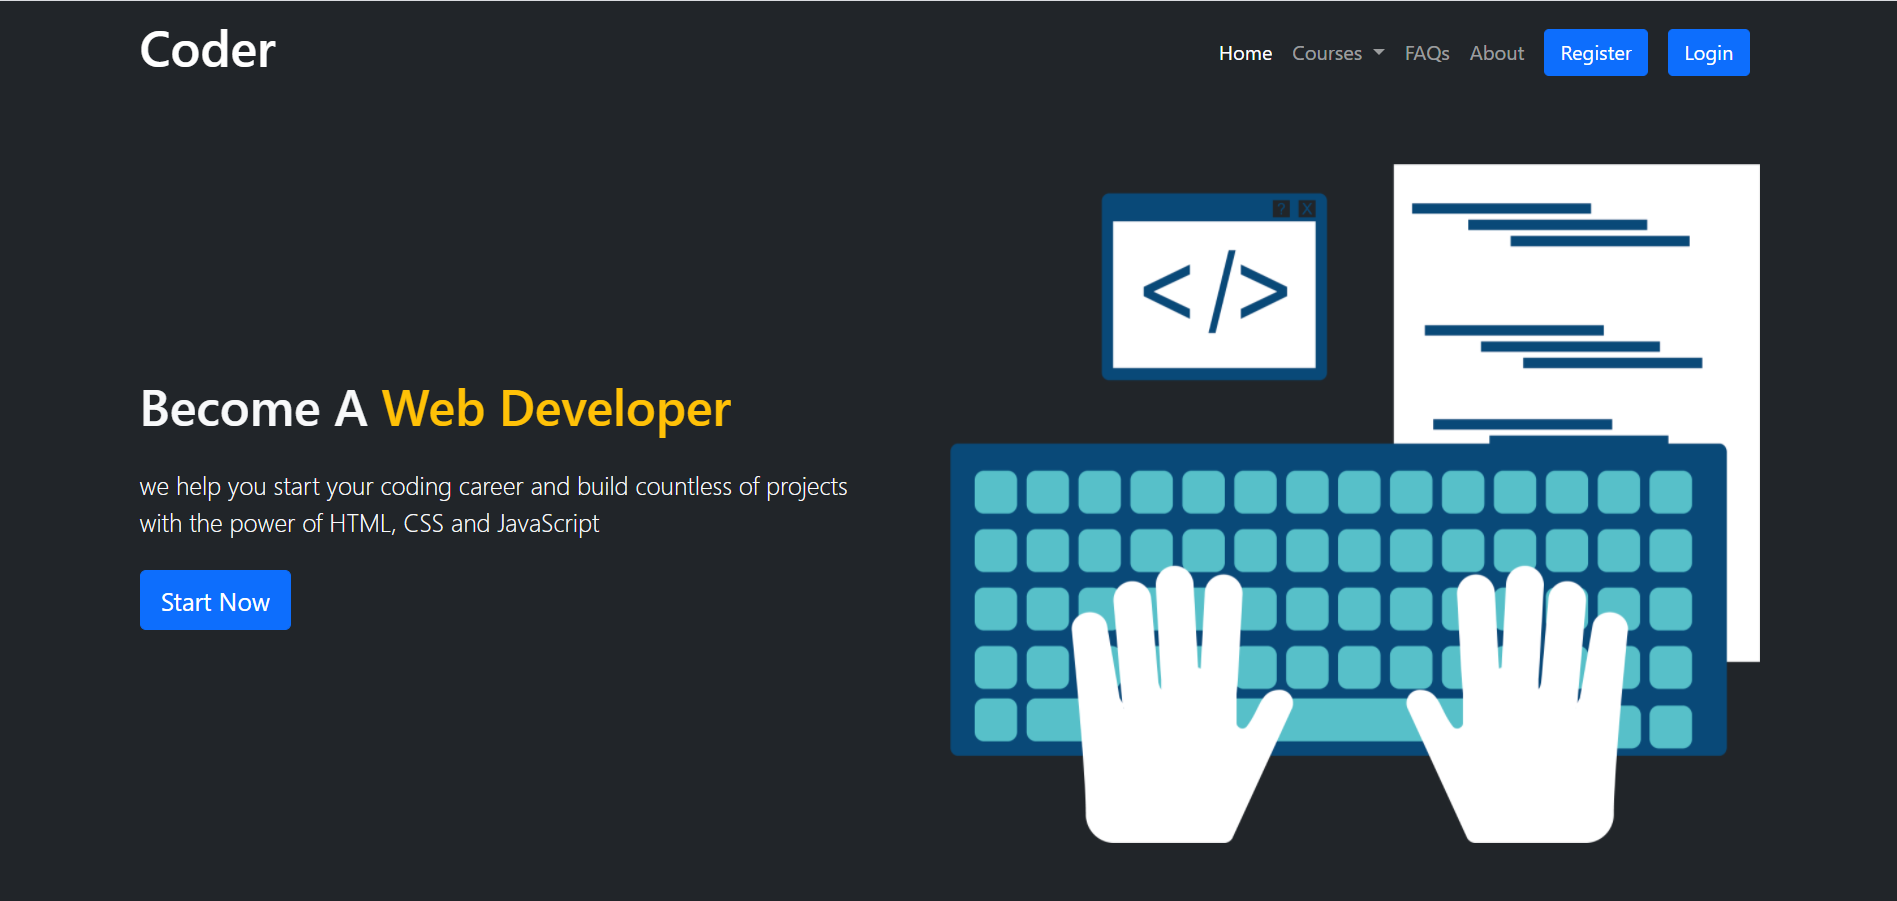 Coder
Home Courses FAQs About Register Login
? X
</>
Become A Web Developer
we help you start your coding career and build countless of projects
with the power of HTML, CSS and JavaScript
Start Now